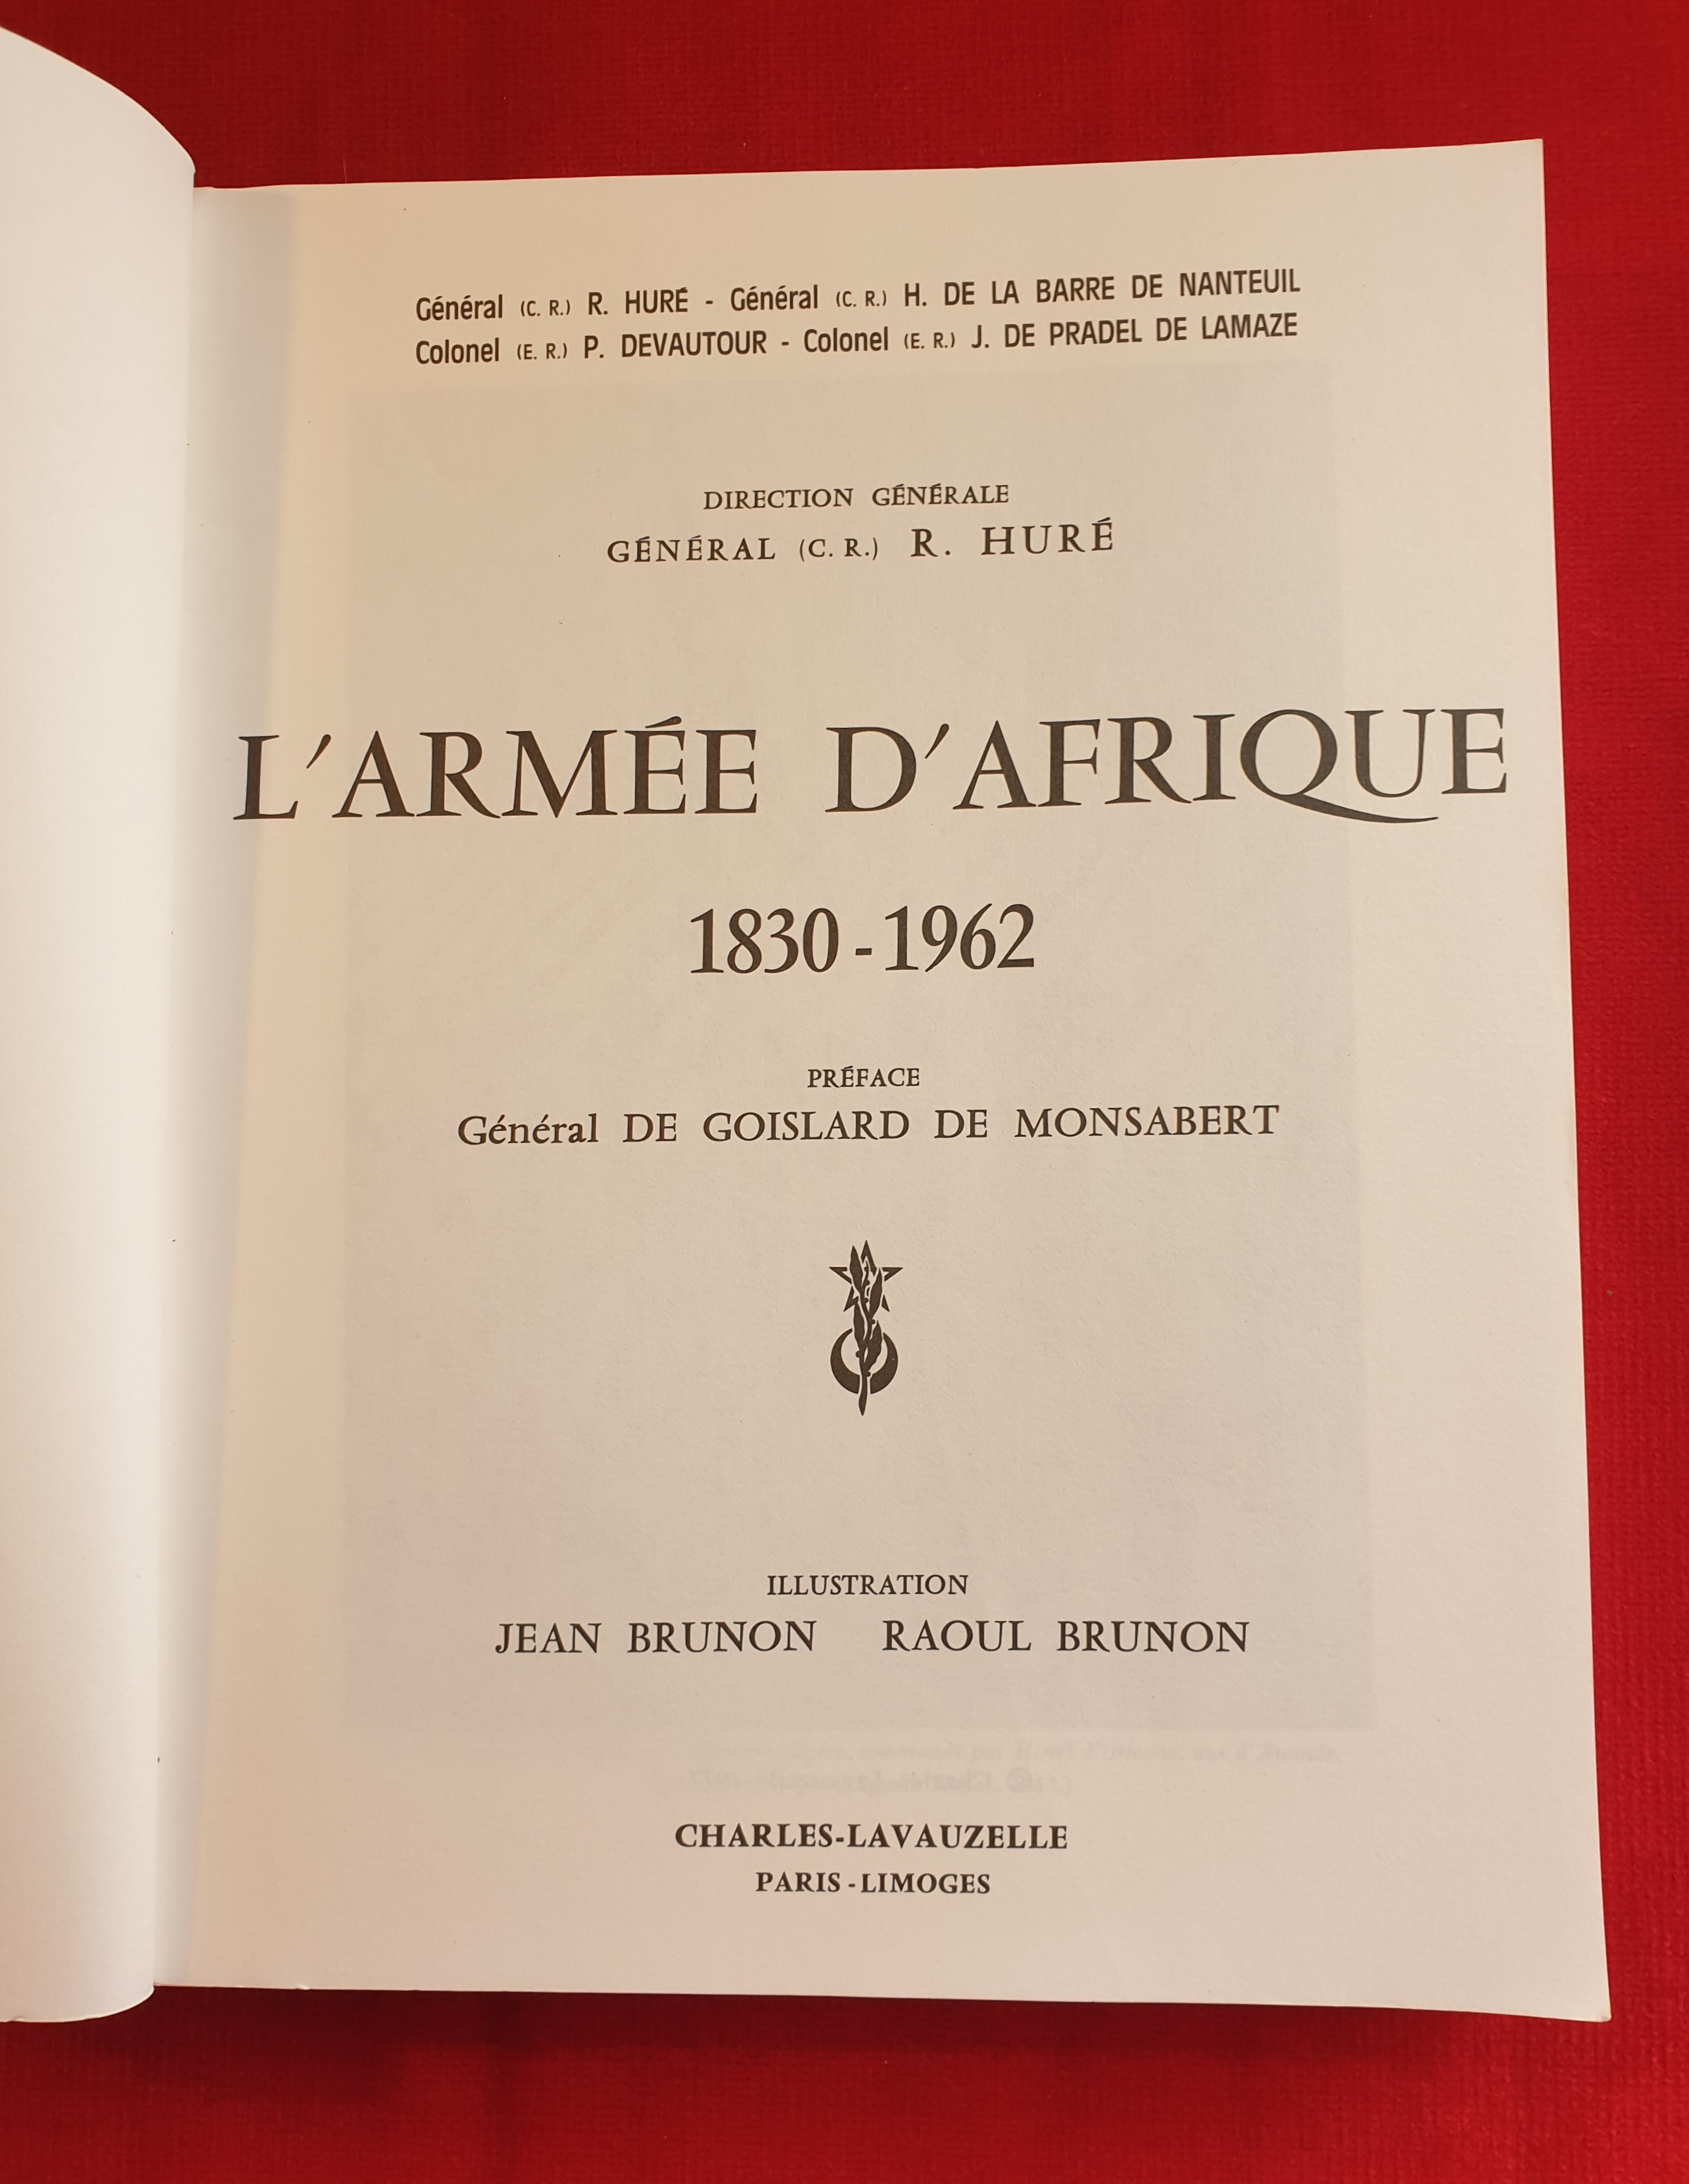 Général (C. R.) R. HURÉ - Général (C. R.) H. DE LA BARRE DE NANTEUIL
Colonel (E. R.) P. DEVAUTOUR - Colonel (E. R.) J. DE PRADEL DE LAMAZE
DIRECTION GÉNÉRALE
GÉNÉRAL (C. R.) R. HURÉ
L'ARMÉE D'AFRIQUE
1830-1962
PRÉFACE
Général DE GOISLARD DE MONSABERT
ILLUSTRATION
JEAN BRUNON RAOUL BRUNON
CHARLES-LAVAUZELLE
PARIS-LIMOGES